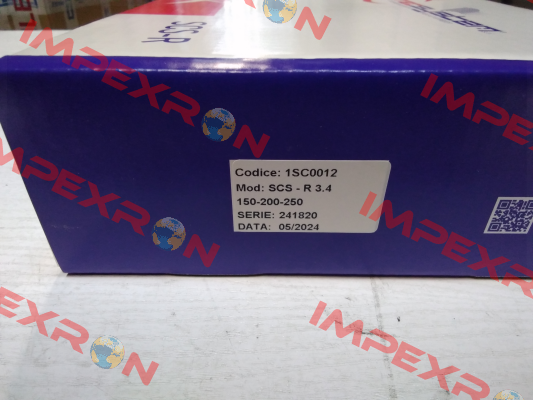 SCS-R
Codice: 1SC0012
Mod: SCS - R 3.4
150-200-250
SERIE: 241820
DATA: 05/2024
IMPEXRON
IMPEXRON
IMPEXRON
IMPEXRON
IMPEXRON